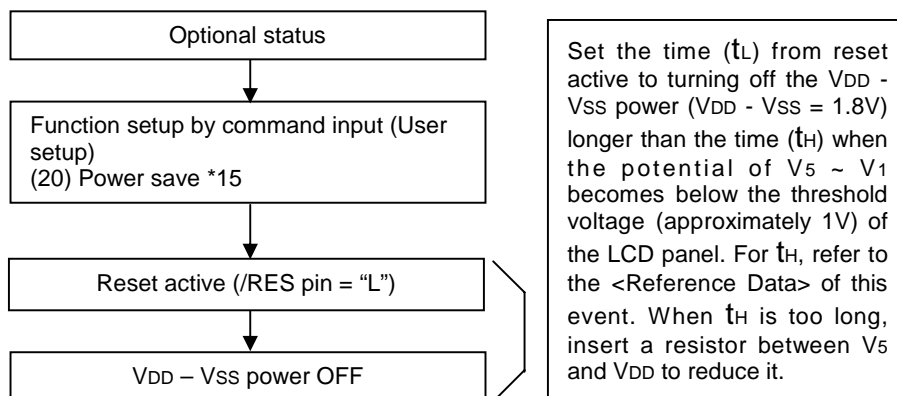 Optional status
Function setup by command input (User
setup)
(20) Power save *15
Reset active (/RES pin = “L”)
VDD – VSS power OFF
Set the time (tL) from reset
active to turning off the VDD -
VSS power (VDD - VSS = 1.8V)
longer than the time (tH) when
the potential of V5 ~ V1
becomes below the threshold
voltage (approximately 1V) of
the LCD panel. For tH, refer to
the <Reference Data> of this
event. When tH is too long,
insert a resistor between V5
and VDD to reduce it.